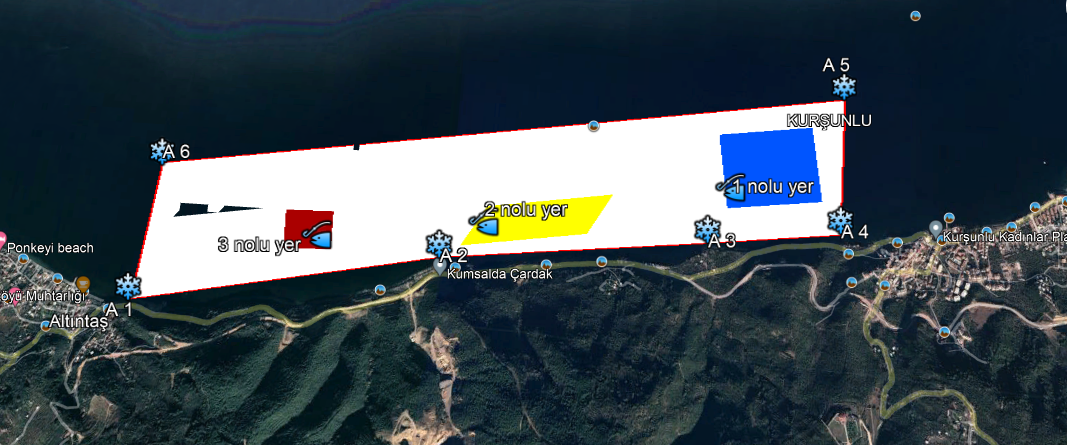 A 5
KURŞUNLU
A 6
1 nolu yer
2 nolu yer
3 nolu yer
A 3
A 4
Kurşunlu Kadınlar Pla
Ponkeyi beach
A 2
Kumsalda Çardak
öyü Muhtarlığı
A 1
Altıntaş